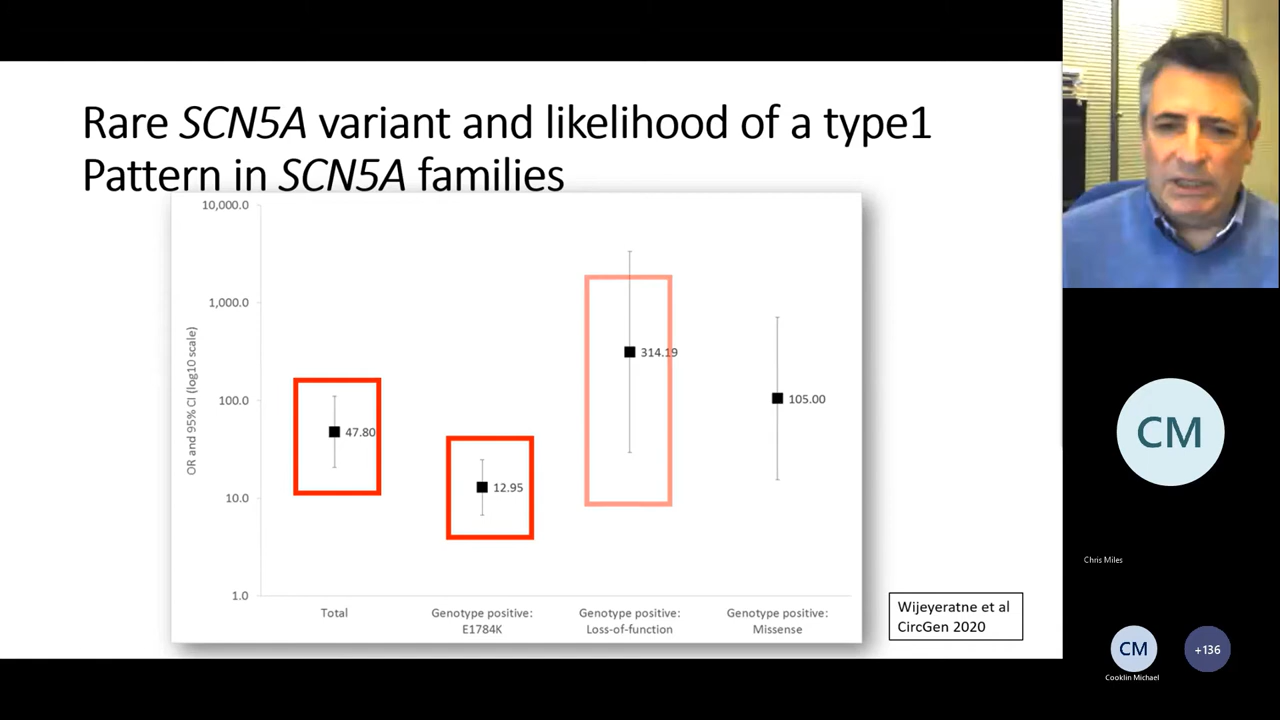 Rare SCN5A variant and likelihood of a type1
Pattern in SCN5A families
10,000.0
1,000.0
100.0
10.0
1.0
OR and 95% CI (log10 scale)
47.80
12.95
314.19
105.00
Total
Genotype positive:
E1784K
Genotype positive:
Loss-of-function
Genotype positive:
Missense
Wijeyeratne et al
CircGen 2020
CM
Chris Miles
CM
Cooklin Michael
+136